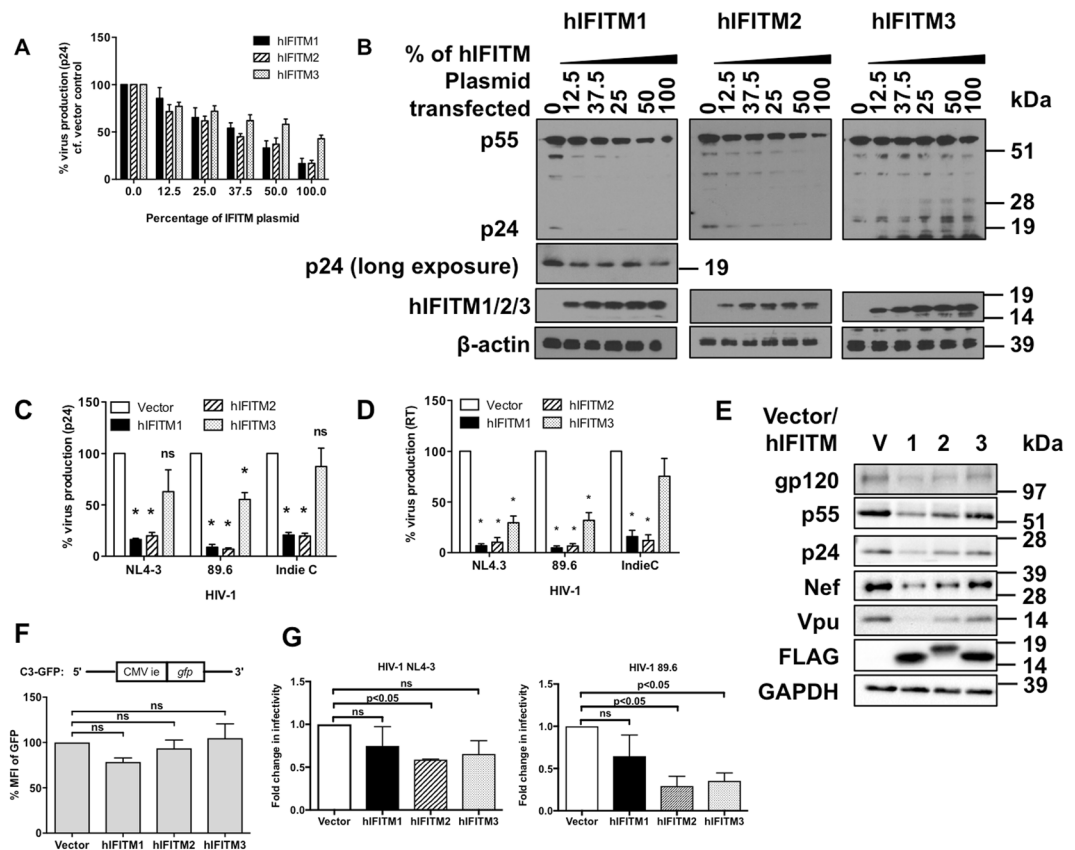 A
% virus production (p24)
cf. vector control
150
100
50
0
hIFITM1
hIFITM2
hIFITM3
0.0 12.5 25.0 37.5 50.0 100.0
Percentage of IFITM plasmid
B
hIFITM1 hIFITM2 hIFITM3
% of hIFITM
Plasmid
transfected
0 12.5 37.5 25 50 100
0 12.5 37.5 25 50 100
0 12.5 37.5 25 50 100
kDa
p55
51
28
p24
19
p24 (long exposure)
19
hIFITM1/2/3
19
14
β-actin
39
C
% virus production (p24)
150
100
50
0
Vector
hIFITM1
hIFITM2
hIFITM3
* * ns
* * *
* * ns
NL4-3 89.6 Indie C
HIV-1
D
% virus production (RT)
150
100
50
0
Vector
hIFITM1
hIFITM2
hIFITM3
* * *
* * *
* *
NL4.3 89.6 IndieC
HIV-1
E
Vector/
hIFITM
V 1 2 3 kDa
gp120
97
p55
51
28
p24
39
Nef
28
Vpu
14
19
FLAG
14
GAPDH
39
F
C3-GFP: 5' CMV ie gfp 3'
% MFI of GFP
150
100
50
0
ns
ns
ns
Vector hIFITM1 hIFITM2 hIFITM3
G
HIV-1 NL4-3
Fold change in infectivity
1.5
1.0
0.5
0.0
ns
p<0.05
ns
Vector hIFITM1 hIFITM2 hIFITM3
HIV-1 89.6
Fold change in infectivity
1.5
1.0
0.5
0.0
p<0.05
p<0.05
ns
Vector hIFITM1 hIFITM2 hIFITM3